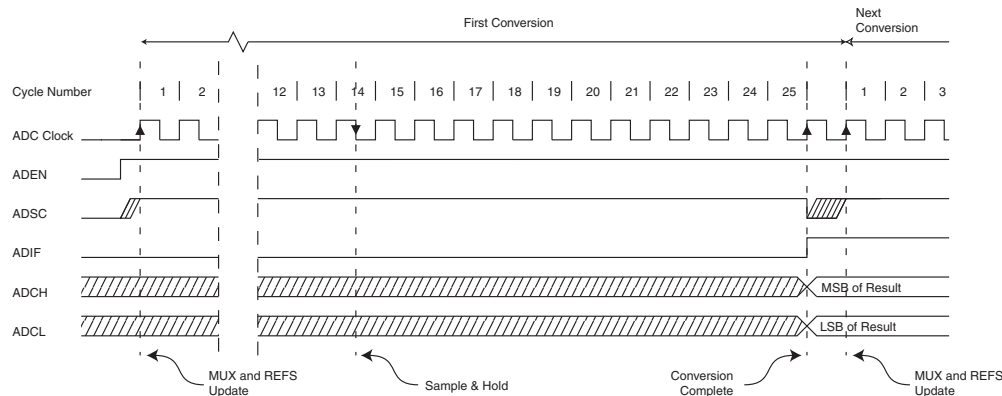 First Conversion
Next
Conversion
Cycle Number 1 2 12 13 14 15 16 17 18 19 20 21 22 23 24 25 1 2 3
ADC Clock
ADEN
ADSC
ADIF
ADCH MSB of Result
ADCL LSB of Result
MUX and REFS
Update
Sample & Hold
Conversion
Complete
MUX and REFS
Update